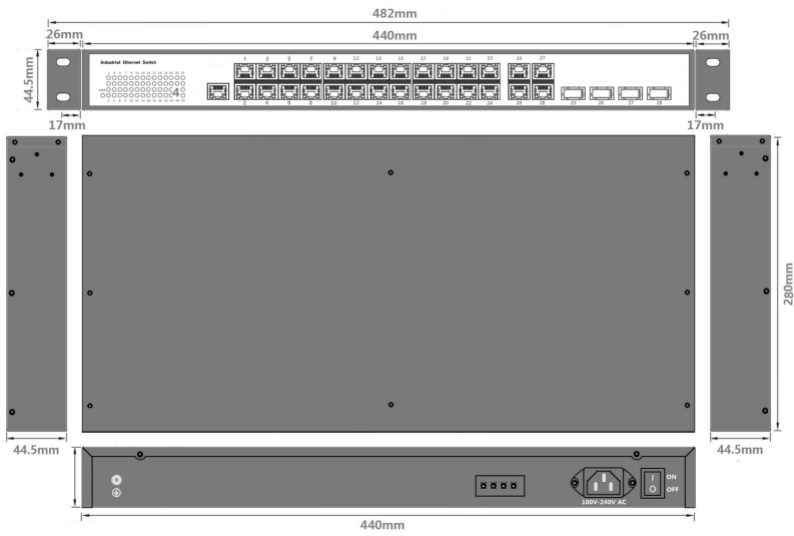 482mm
26mm
440mm
26mm
44.5mm
Industrial Ethernet Switch
1 3 5 7 9 11 13 15 17 19 21 23 25 27
4
2 4 6 8 10 12 14 16 18 20 22 24 26 28
25 26 27 28
17mm
17mm
280mm
44.5mm
44.5mm
ON
OFF
100V-240V AC
440mm